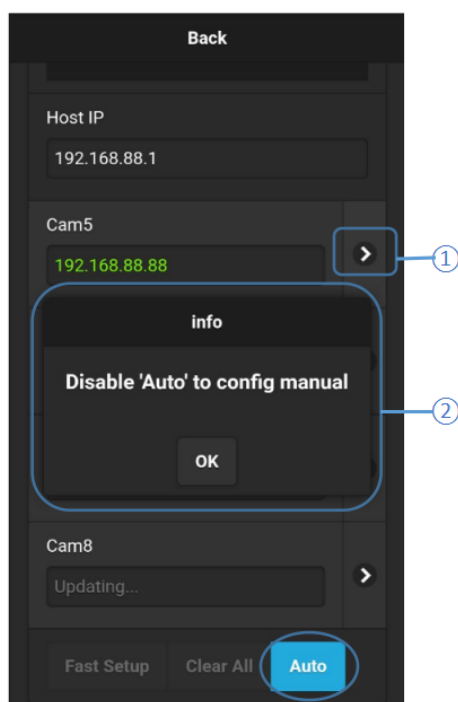 Back
Host IP
192.168.88.1
Cam5
192.168.88.88
1
info
Disable 'Auto' to config manual
2
OK
Cam8
Updating...
Fast Setup Clear All Auto